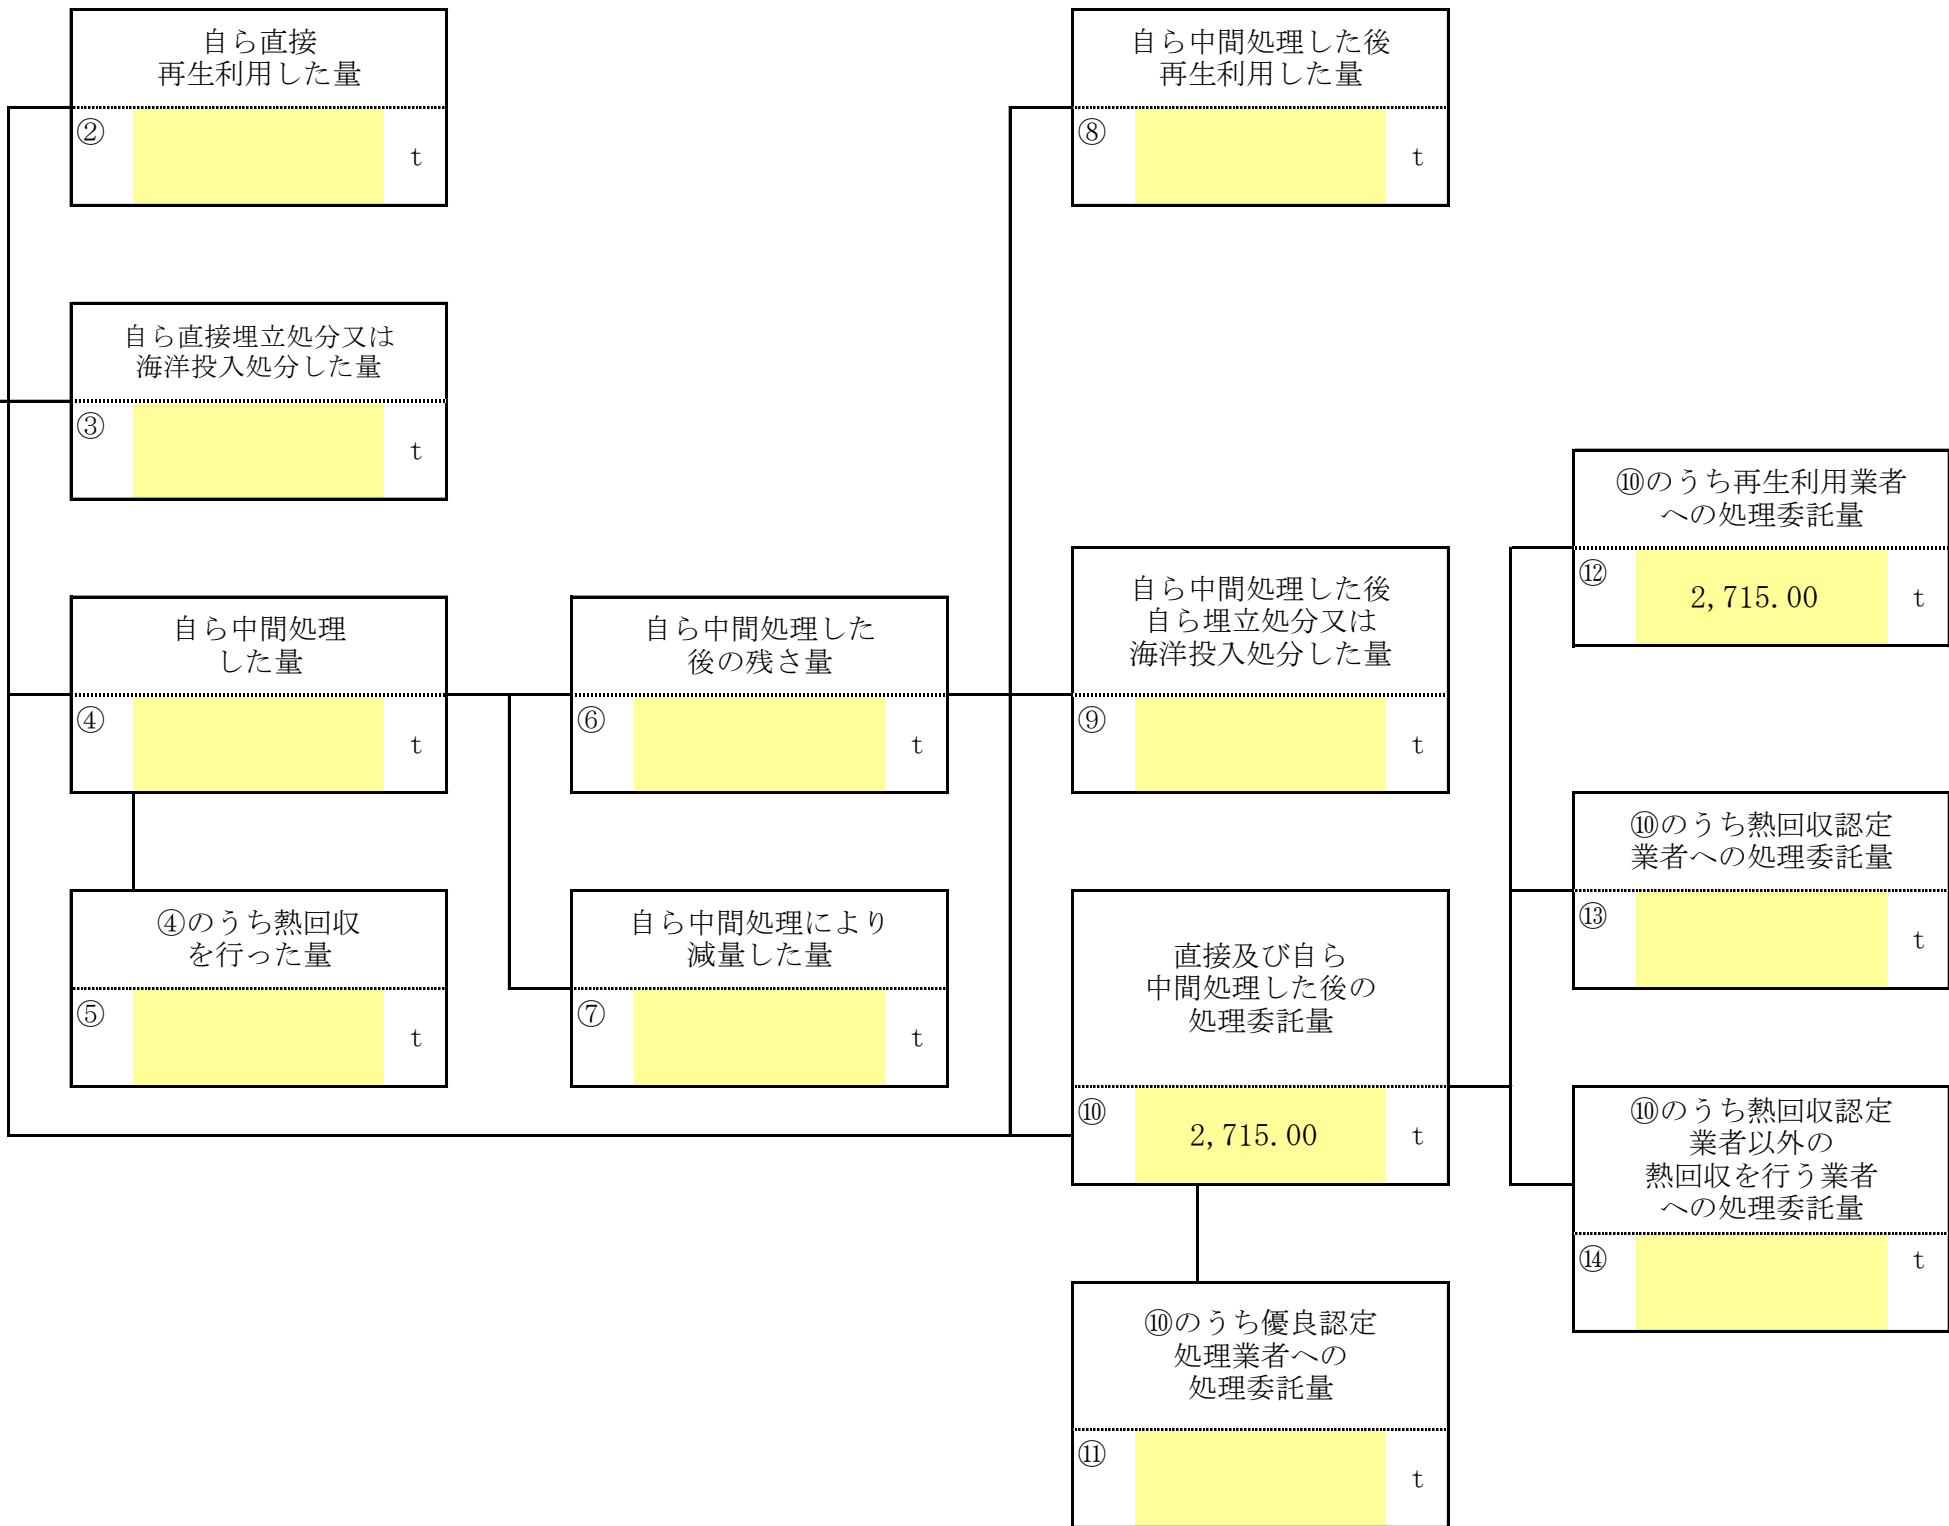 自ら直接
再生利用した量
②
t
自ら中間処理した後
再生利用した量
⑧
t
自ら直接埋立処分又は
海洋投入処分した量
③
t
⑩のうち再生利用業者
への処理委託量
⑫
2,715.00
t
自ら中間処理
した量
④
t
自ら中間処理した
後の残さ量
⑥
t
自ら中間処理した後
自ら埋立処分又は
海洋投入処分した量
⑨
t
⑩のうち熱回収認定
業者への処理委託量
⑬
t
④のうち熱回収
を行った量
⑤
t
自ら中間処理により
減量した量
⑦
t
直接及び自ら
中間処理した後の
処理委託量
⑩
2,715.00
t
⑩のうち熱回収認定
業者以外の
熱回収を行う業者
への処理委託量
⑭
t
⑩のうち優良認定
処理業者への
処理委託量
⑪
t